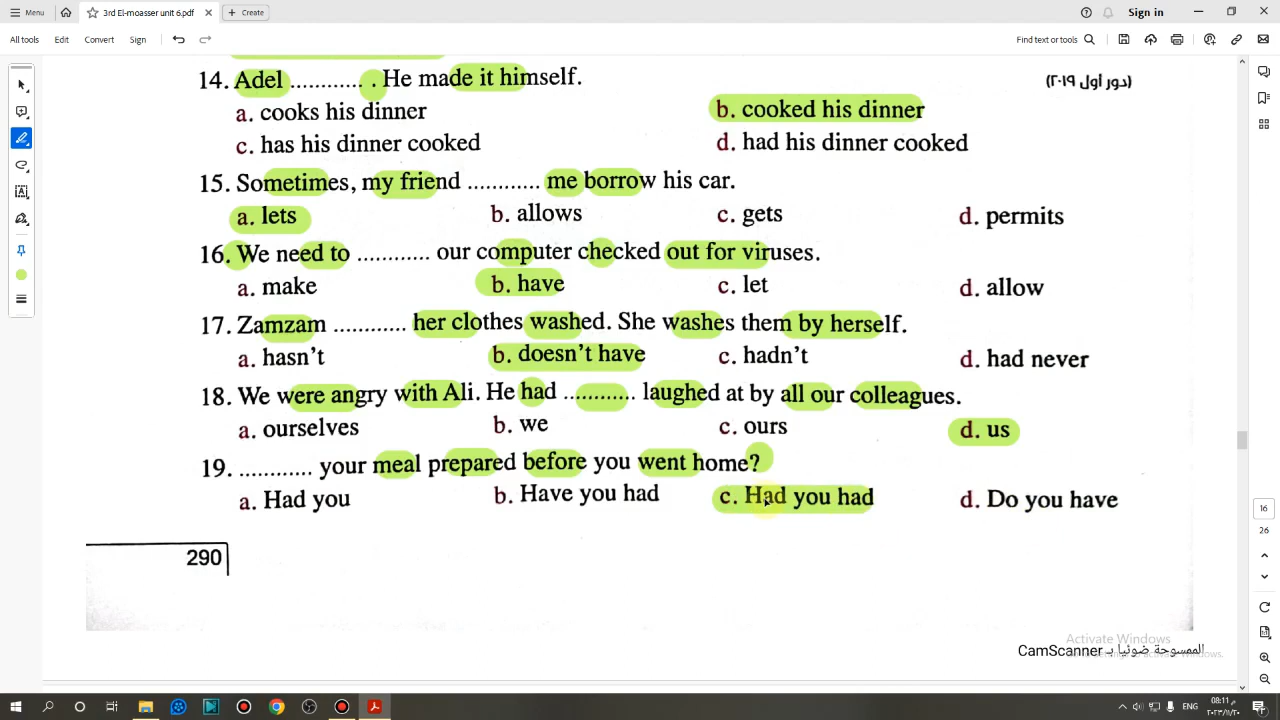 Menu
3rd El-moasser unit 6.pdf
Create
Sign in
All tools Edit Convert Sign
Find text or tools
14. Adel ............ . He made it himself. (دور أول ٢٠١٩)
a. cooks his dinner b. cooked his dinner
c. has his dinner cooked d. had his dinner cooked
15. Sometimes, my friend ............ me borrow his car.
a. lets b. allows c. gets d. permits
16. We need to ............ our computer checked out for viruses.
a. make b. have c. let d. allow
17. Zamzam ............ her clothes washed. She washes them by herself.
a. hasn't b. doesn't have c. hadn't d. had never
18. We were angry with Ali. He had ............ laughed at by all our colleagues.
a. ourselves b. we c. ours d. us
19. ............ your meal prepared before you went home?
a. Had you b. Have you had c. Had you had d. Do you have
290
16
26
Activate Windows
الممسوحة ضوئيا بـ CamScanner
ENG
08:11 م